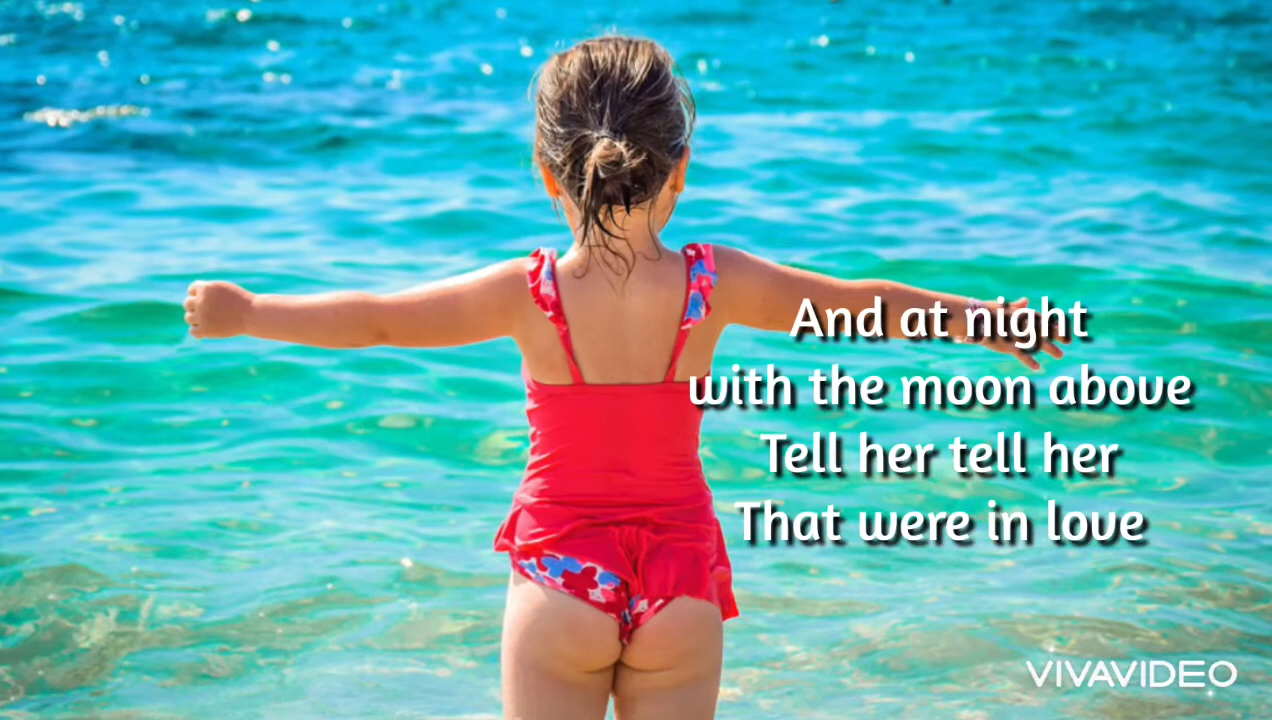 And at night
with the moon above
Tell her tell her
That were in love
VIVAVIDEO